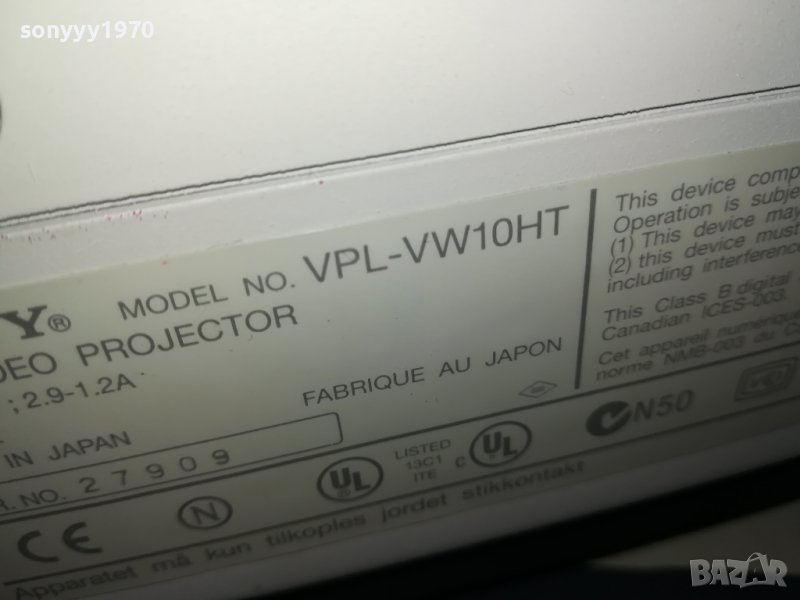 sonyyy1970
Y®
MODEL NO. VPL-VW10HT
DEO PROJECTOR
; 2.9-1.2A
FABRIQUE AU JAPON
IN JAPAN
R.NO. 27909
CE
N
UL®
LISTED
13C1
ITE
C UL
N50
Apparatet må kun tilkoples jordet stikkontakt
This device comp
Operation is subje
(1) This device may
(2) this device must
including interference
This Class B digital
Canadian ICES-003.
Cet appareil numérique
norme NMB-003 du C
BAZAR